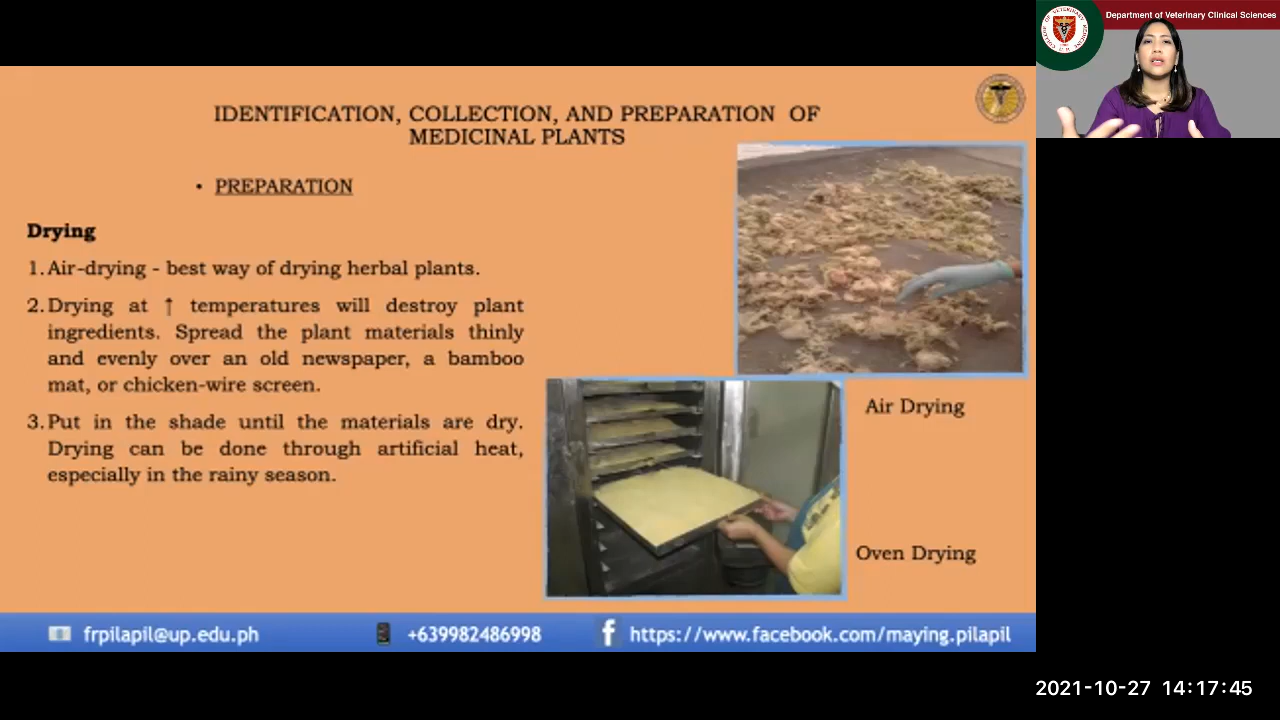 Department of Veterinary Clinical Sciences
IDENTIFICATION, COLLECTION, AND PREPARATION OF
MEDICINAL PLANTS
• PREPARATION
Drying
1. Air-drying - best way of drying herbal plants.
2. Drying at ↑ temperatures will destroy plant
ingredients. Spread the plant materials thinly
and evenly over an old newspaper, a bamboo
mat, or chicken-wire screen.
3. Put in the shade until the materials are dry.
Drying can be done through artificial heat,
especially in the rainy season.
Air Drying
Oven Drying
frpilapil@up.edu.ph
+639982486998
https://www.facebook.com/maying.pilapil
2021-10-27 14:17:45